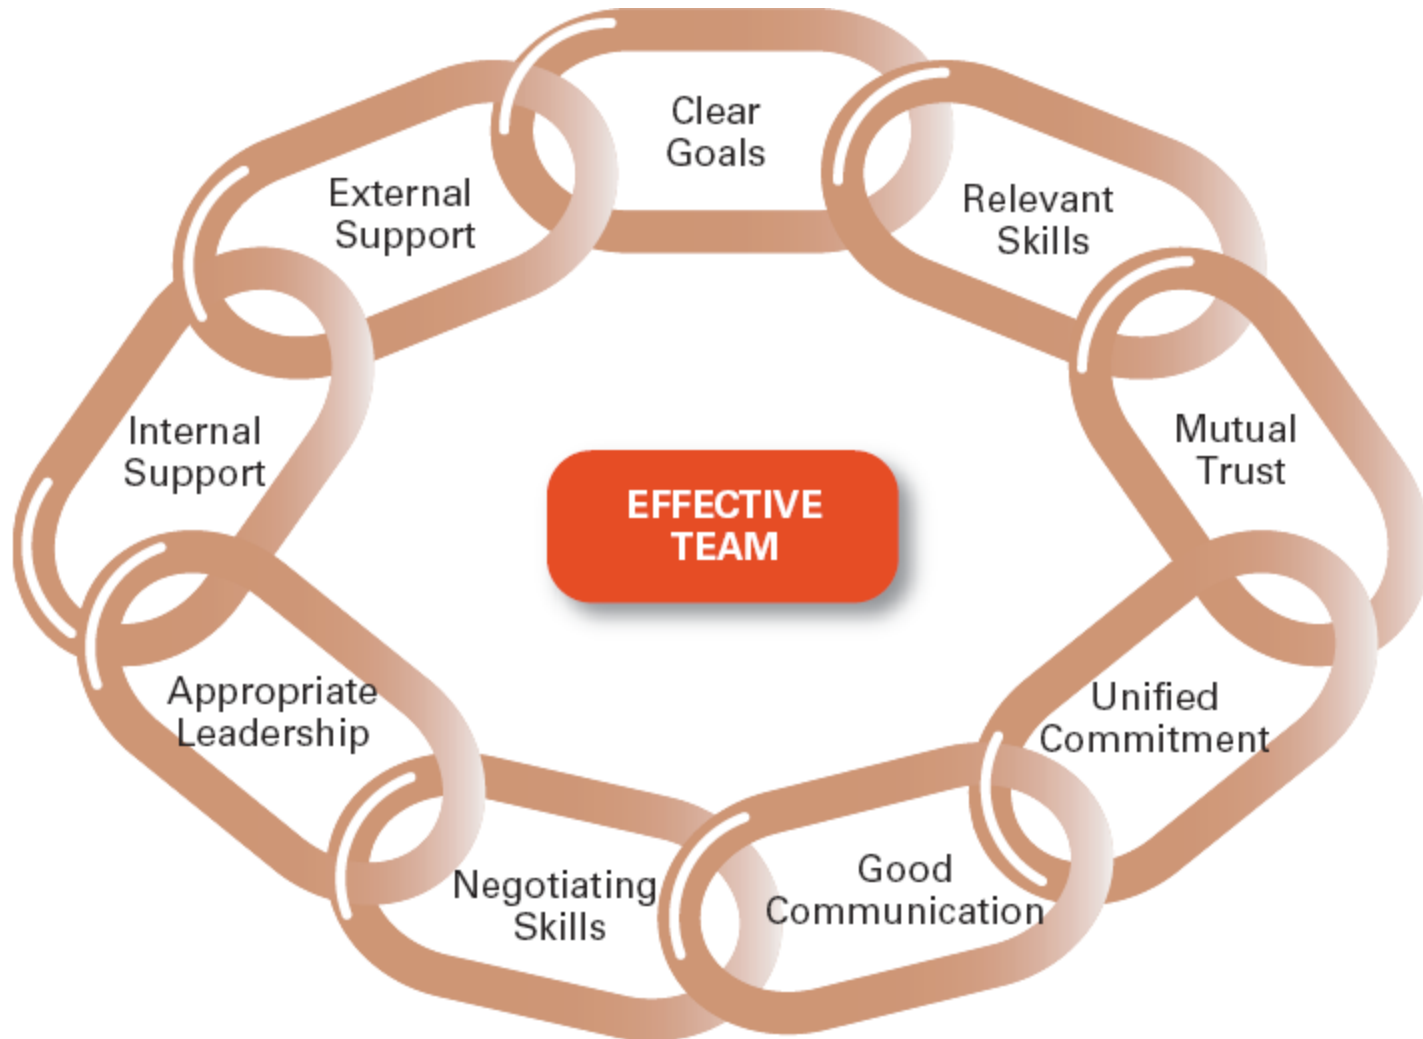 Clear
Goals
Relevant
Skills
Mutual
Trust
Unified
Commitment
Good
Communication
Negotiating
Skills
Appropriate
Leadership
Internal
Support
External
Support
EFFECTIVE
TEAM